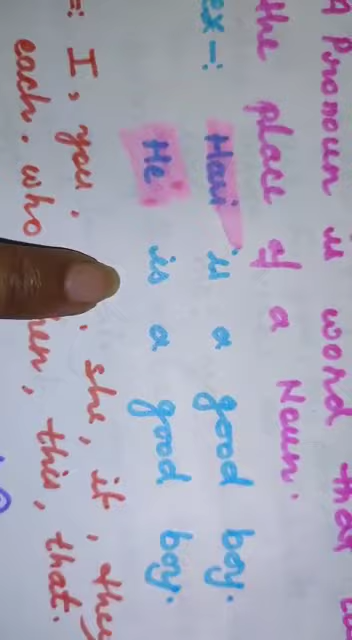 A Pronoun is word that
the place of a Noun.
ex-: Hari is a good boy.
He is a good boy.
I, you, she, it, they
each. who this, that.